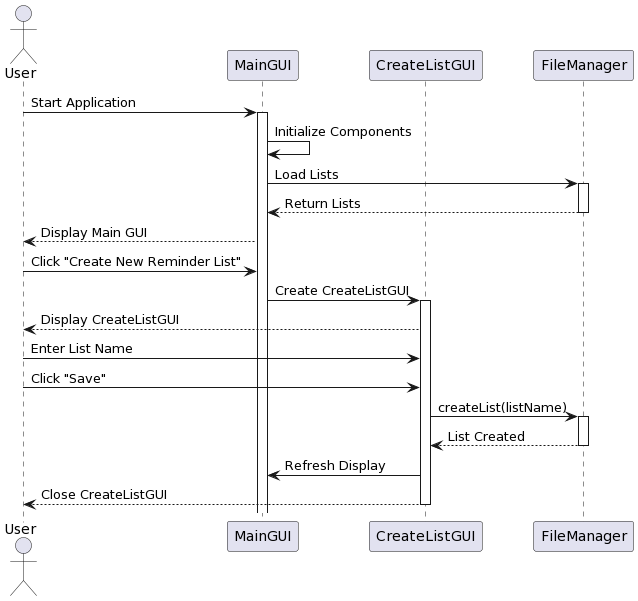 User
MainGUI
CreateListGUI
FileManager
Start Application
Initialize Components
Load Lists
Return Lists
Display Main GUI
Click "Create New Reminder List"
Create CreateListGUI
Display CreateListGUI
Enter List Name
Click "Save"
createList(listName)
List Created
Refresh Display
Close CreateListGUI
User
MainGUI
CreateListGUI
FileManager